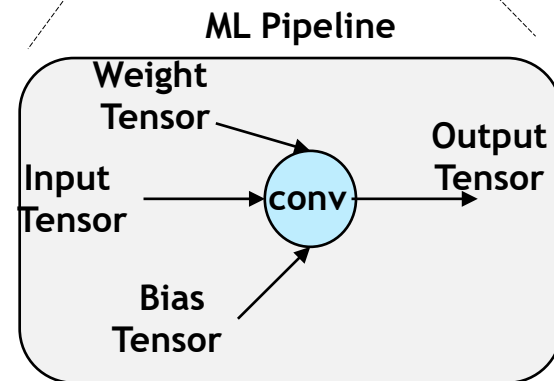 ML Pipeline
Weight
Tensor
Input
Tensor
conv
Output
Tensor
Bias
Tensor